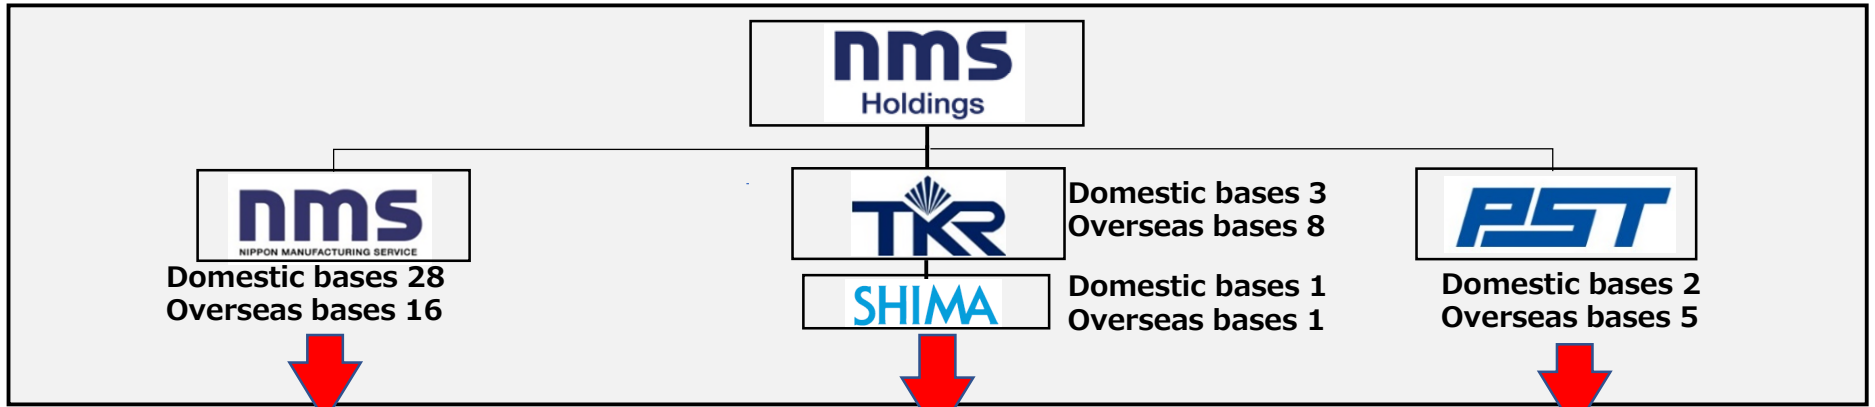 nms
Holdings
nms
NIPPON MANUFACTURING SERVICE
Domestic bases 28
Overseas bases 16
TKR
Domestic bases 3
Overseas bases 8
SHIMA
Domestic bases 1
Overseas bases 1
PST
Domestic bases 2
Overseas bases 5